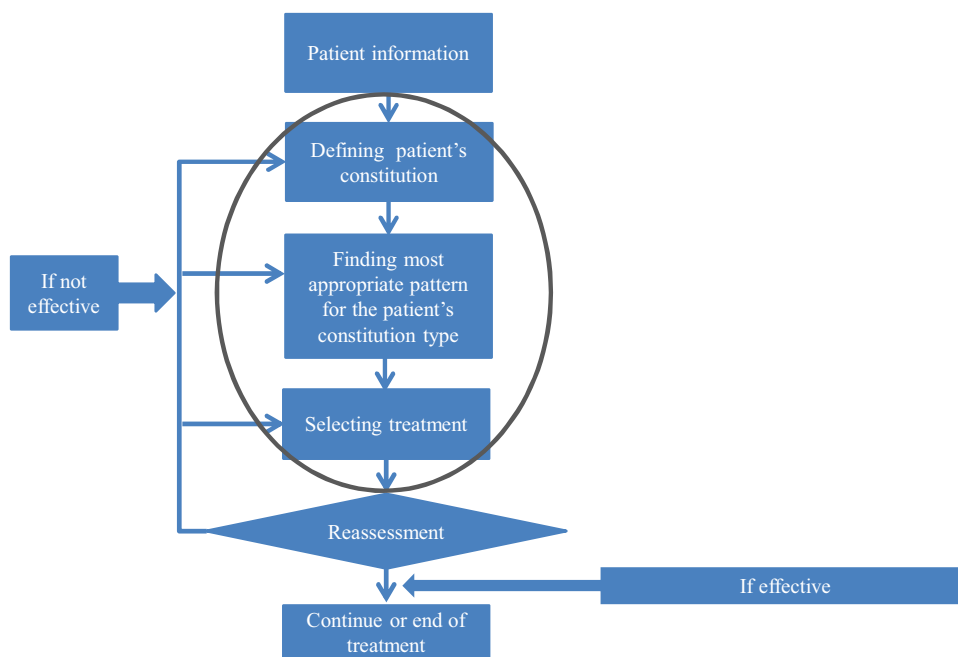 Patient information
Defining patient’s
constitution
Finding most
appropriate pattern
for the patient’s
constitution type
If not
effective
Selecting treatment
Reassessment
If effective
Continue or end of
treatment